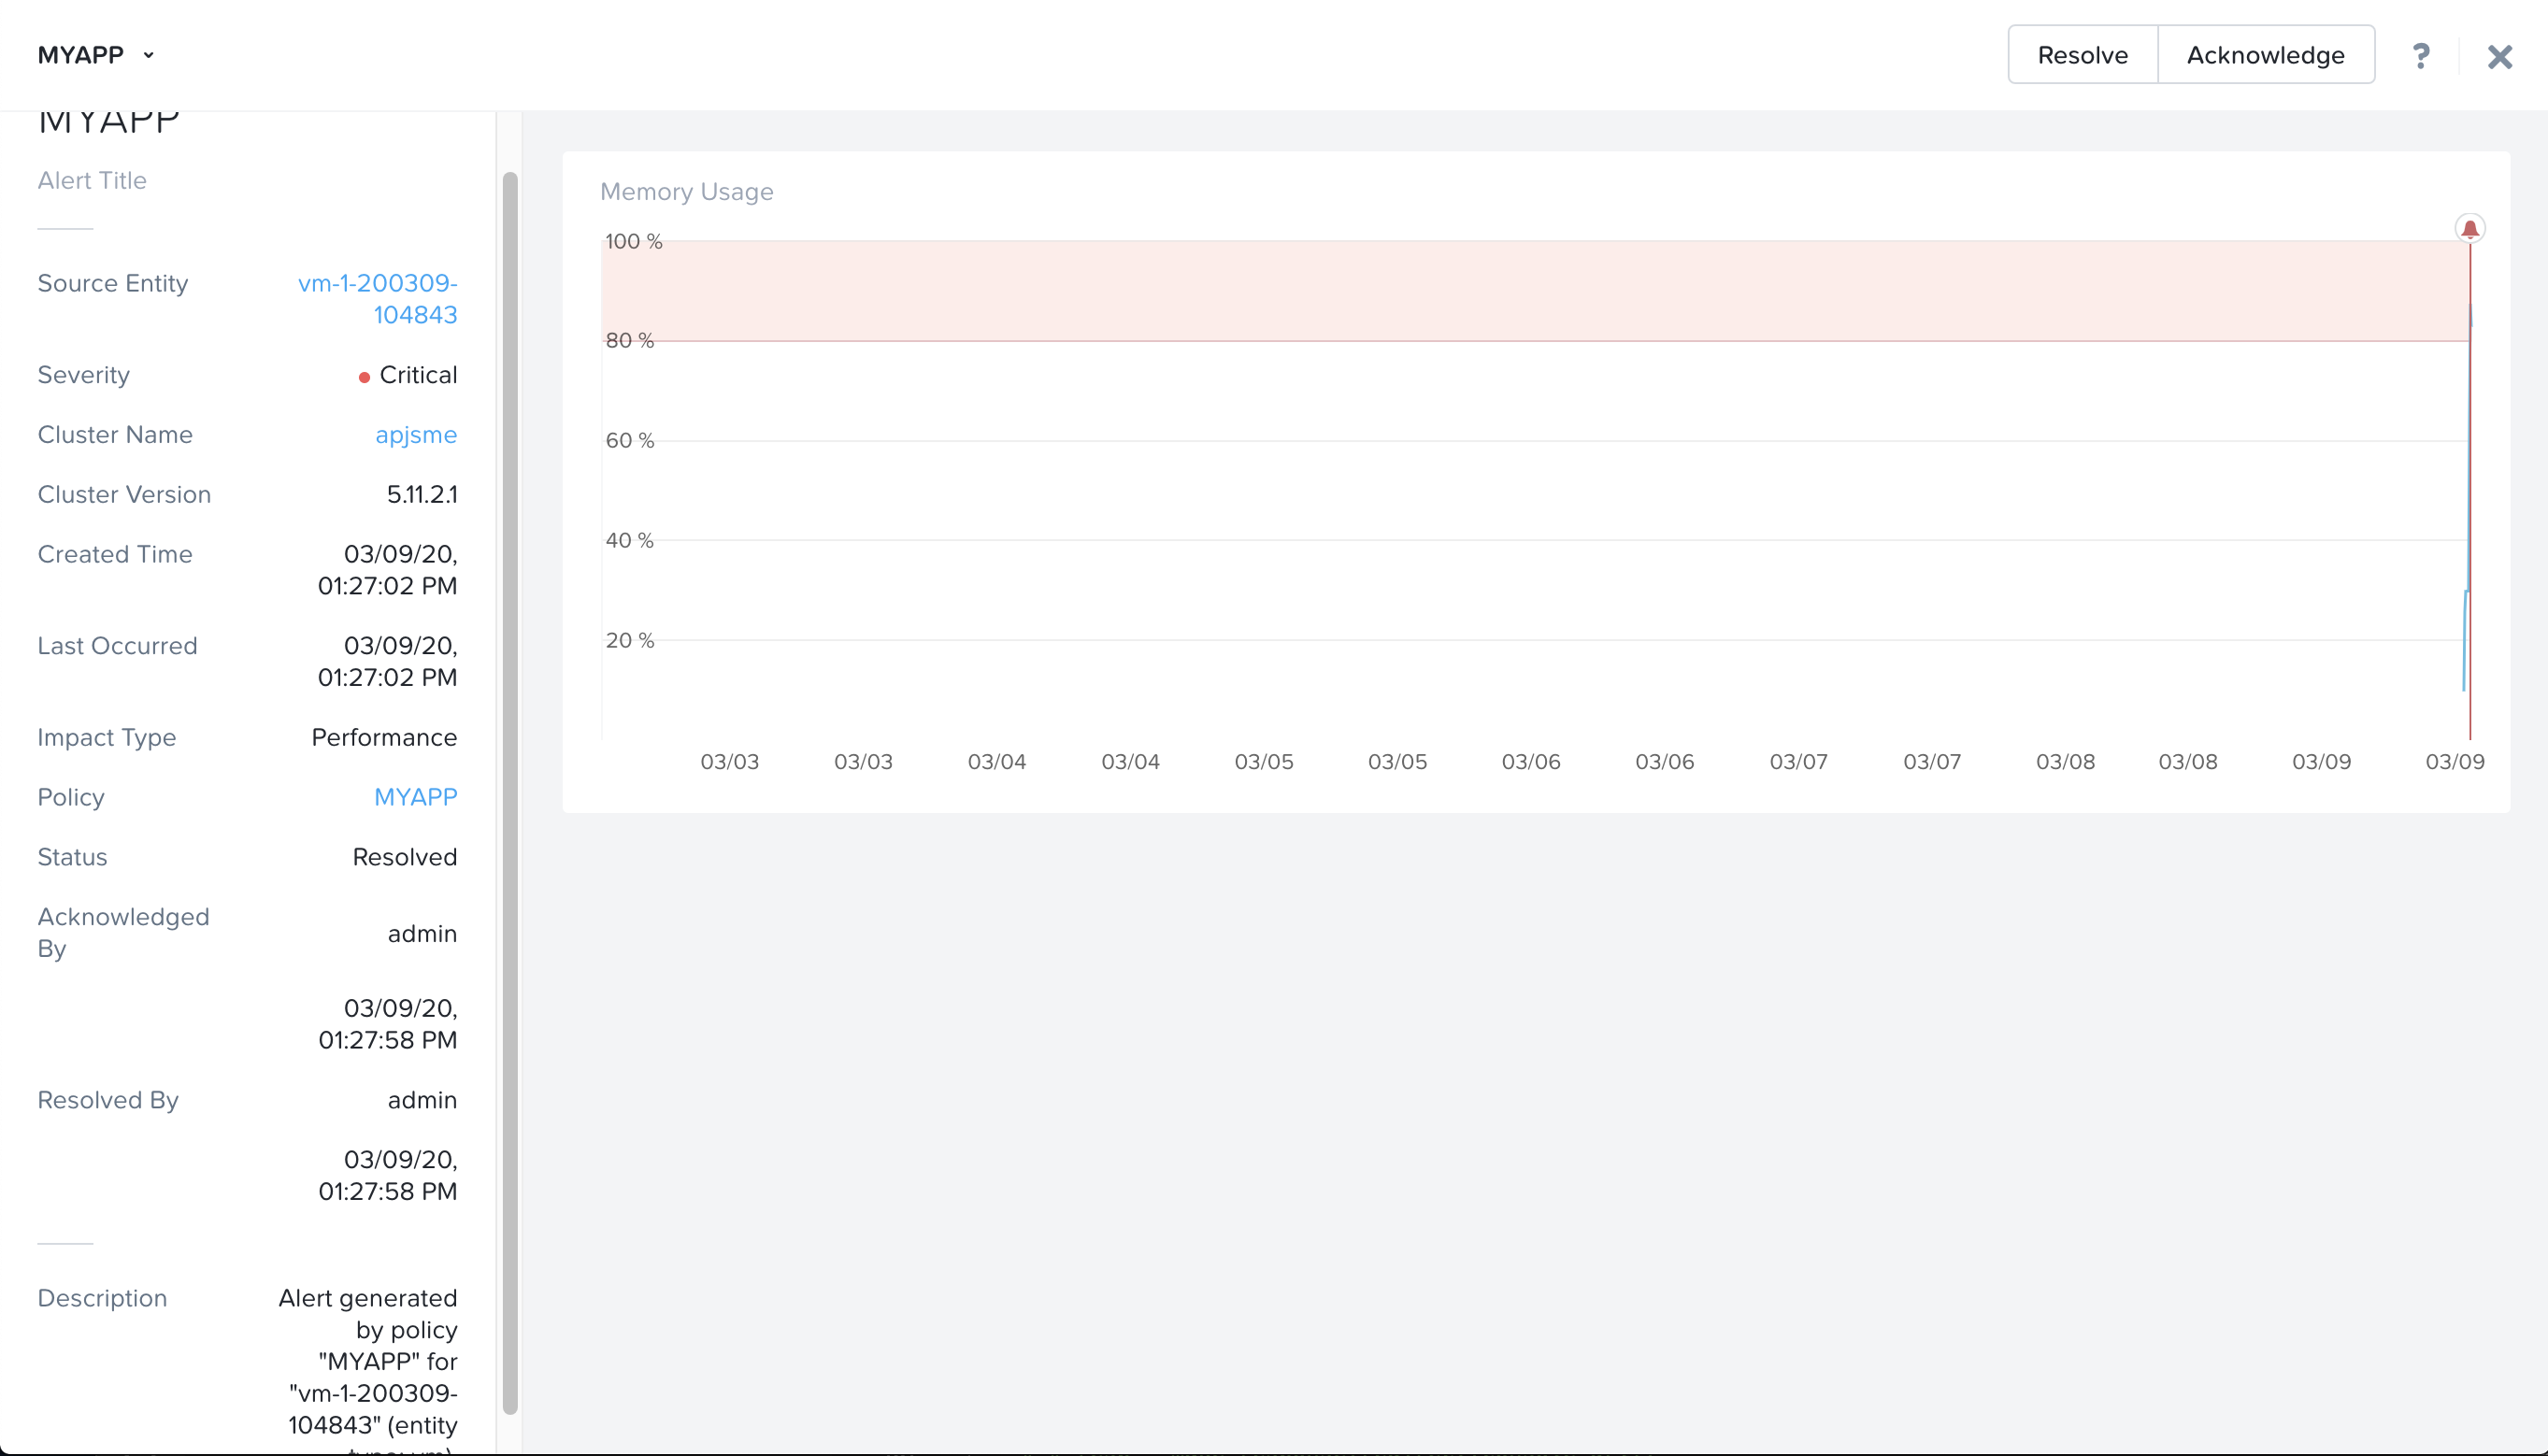 MYAPP
Resolve
Acknowledge
?
MYAPP
Alert Title
Source Entity
vm-1-200309-
104843
Severity
Critical
Cluster Name
apjsme
Cluster Version
5.11.2.1
Created Time
03/09/20,
01:27:02 PM
Last Occurred
03/09/20,
01:27:02 PM
Impact Type
Performance
Policy
MYAPP
Status
Resolved
Acknowledged
By
admin
03/09/20,
01:27:58 PM
Resolved By
admin
03/09/20,
01:27:58 PM
Description
Alert generated
by policy
"MYAPP" for
"vm-1-200309-
104843" (entity
Memory Usage
100 %
80 %
60 %
40 %
20 %
03/03 03/03 03/04 03/04 03/05 03/05 03/06 03/06 03/07 03/07 03/08 03/08 03/09 03/09